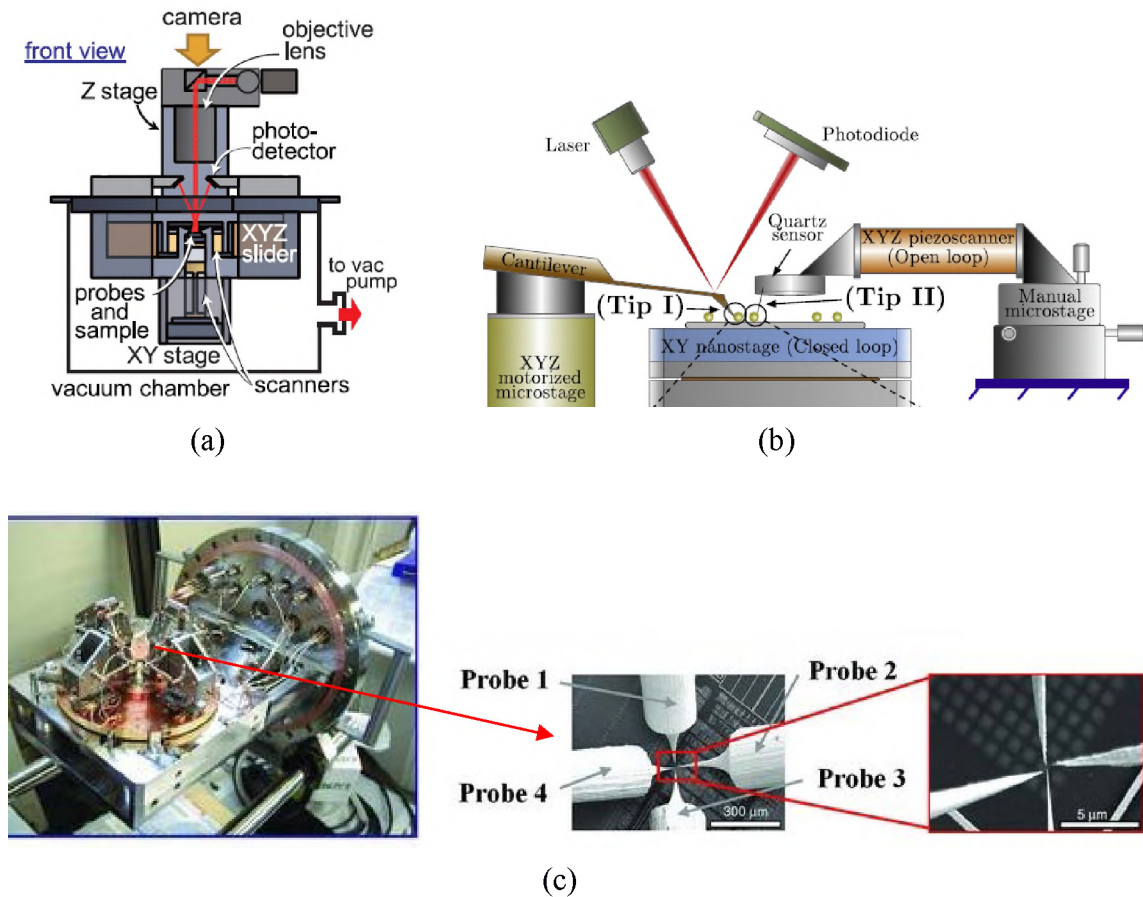 camera
objective
lens
front view
Z stage
photo-
detector
XYZ
slider
to vac
pump
probes
and
sample
XY stage
vacuum chamber
scanners
(a)
Laser
Photodiode
Quartz
sensor
XYZ piezoscanner
(Open loop)
Cantilever
(Tip I)
(Tip II)
Manual
microstage
XY nanostage (Closed loop)
XYZ
motorized
microstage
(b)
Probe 1
Probe 2
Probe 4
Probe 3
300 μm
5 μm
(c)